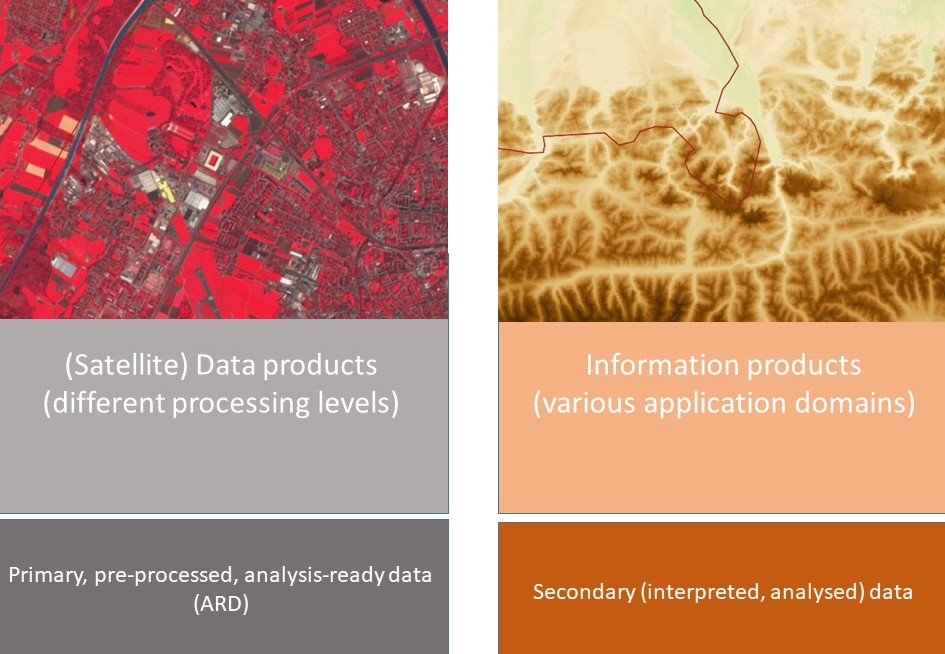 (Satellite) Data products
(different processing levels)
Primary, pre-processed, analysis-ready data
(ARD)
Information products
(various application domains)
Secondary (interpreted, analysed) data